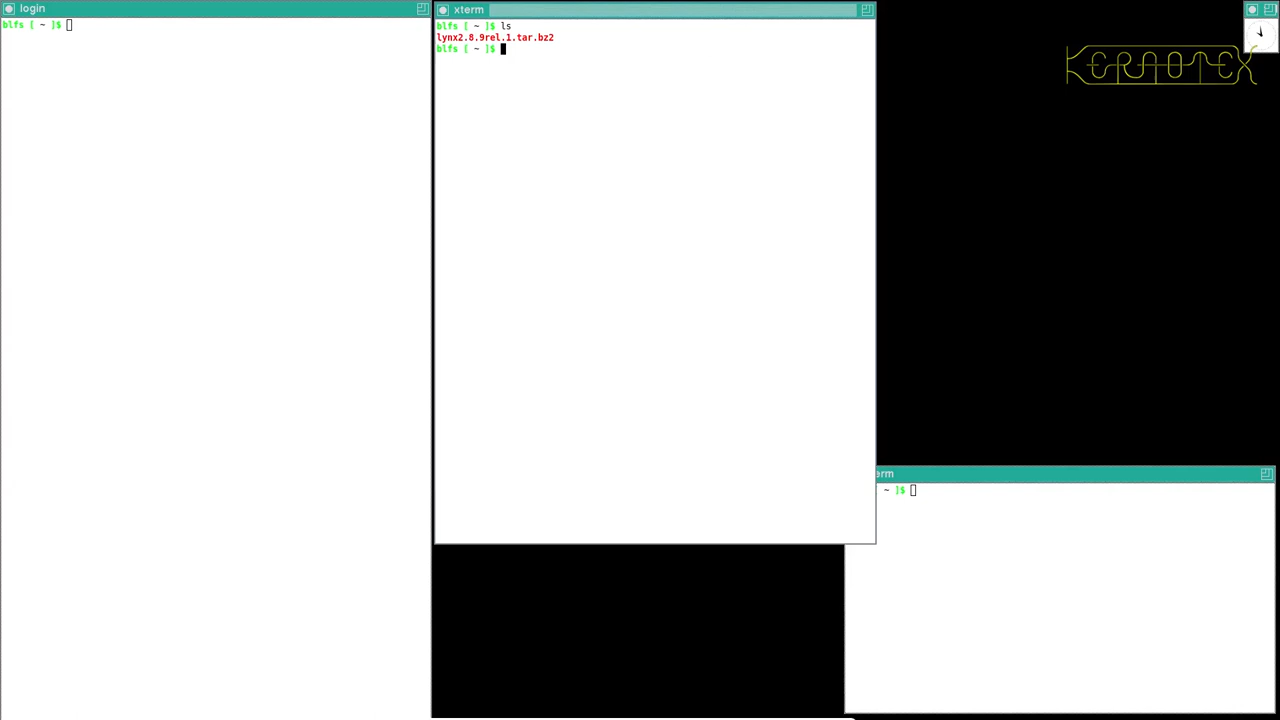 login
blfs [ ~ ]$
xterm
blfs [ ~ ]$ ls
lynx2.8.9rel.1.tar.bz2
blfs [ ~ ]$
KERNOTEX
erm
~ ]$